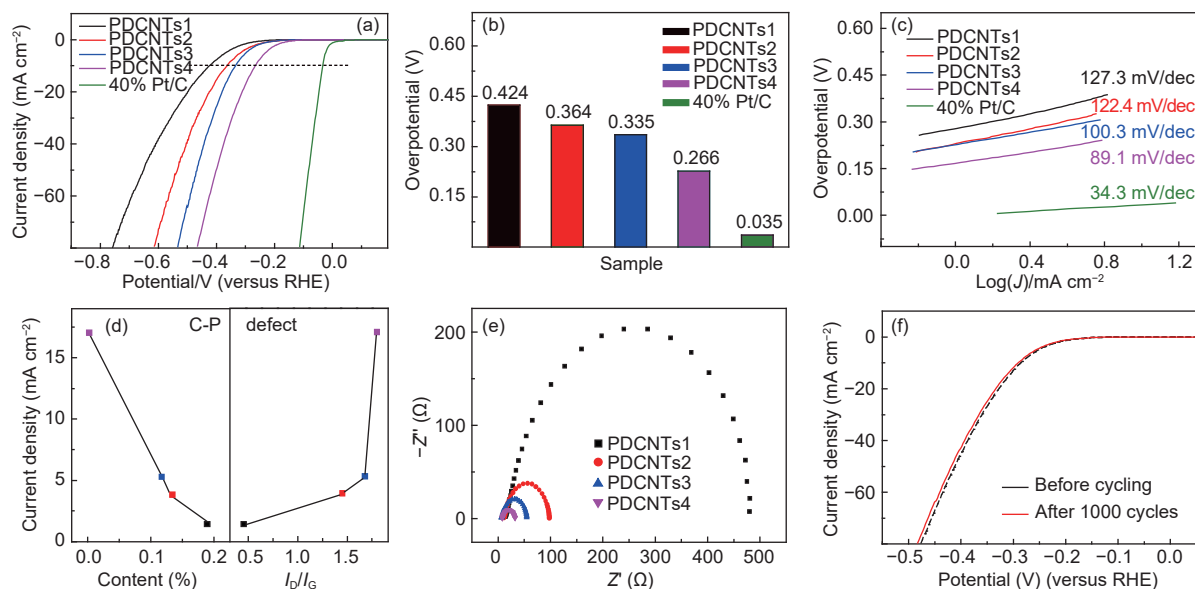 (a)
PDCNTs1
PDCNTs2
PDCNTs3
PDCNTs4
40% Pt/C
0
−20
−40
−60
Current density (mA cm−2)
−0.8 −0.6 −0.4 −0.2 0.0
Potential/V (versus RHE)
(b)
PDCNTs1
PDCNTs2
PDCNTs3
PDCNTs4
40% Pt/C
0.60
0.45
0.30
0.15
Overpotential (V)
0.424
0.364
0.335
0.266
0.035
Sample
(c)
PDCNTs1
PDCNTs2
PDCNTs3
PDCNTs4
40% Pt/C
0.60
0.45
0.30
0.15
0.00
Overpotential (V)
127.3 mV/dec
122.4 mV/dec
100.3 mV/dec
89.1 mV/dec
34.3 mV/dec
0.0 0.4 0.8 1.2
Log(J)/mA cm−2
(d)
C-P
defect
15
10
5
0
Current density (mA cm−2)
0.0 0.1 0.2 0.5 1.5
Content (%)
ID/IG
(e)
200
100
0
−Z" (Ω)
PDCNTs1
PDCNTs2
PDCNTs3
PDCNTs4
0 100 200 300 400 500
Z' (Ω)
(f)
0
−20
−40
−60
Current density (mA cm−2)
Before cycling
After 1000 cycles
−0.5 −0.4 −0.3 −0.2 −0.1 0.0
Potential (V) (versus RHE)